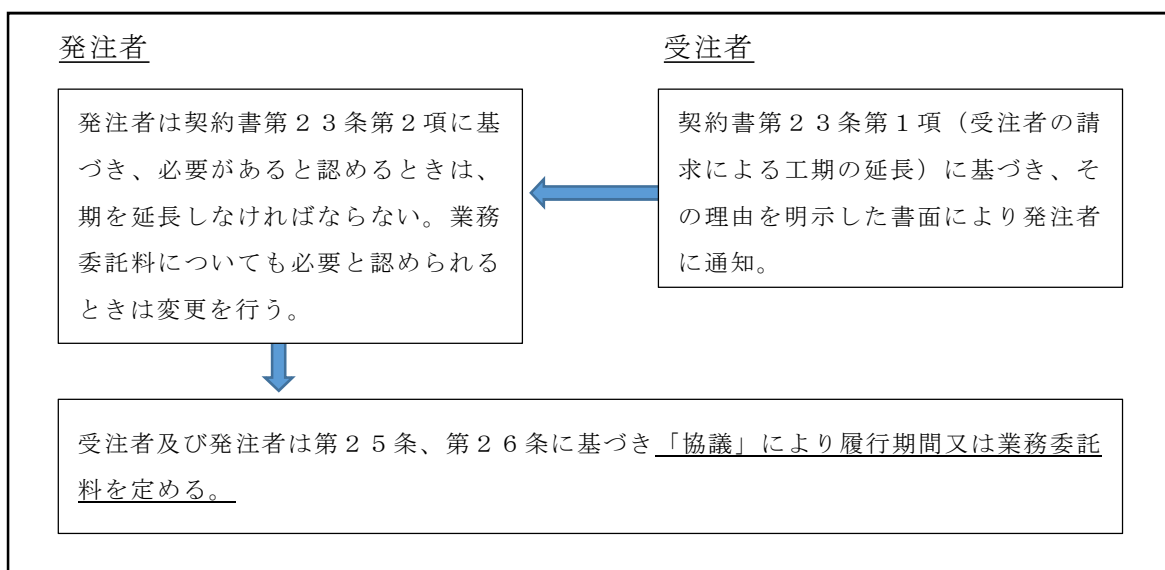 発注者
受注者
発注者は契約書第２３条第２項に基
づき、必要があると認めるときは、
期を延長しなければならない。業務
委託料についても必要と認められる
ときは変更を行う。
契約書第２３条第１項（受注者の請
求による工期の延長）に基づき、そ
の理由を明示した書面により発注者
に通知。
受注者及び発注者は第２５条、第２６条に基づき「協議」により履行期間又は業務委託
料を定める。